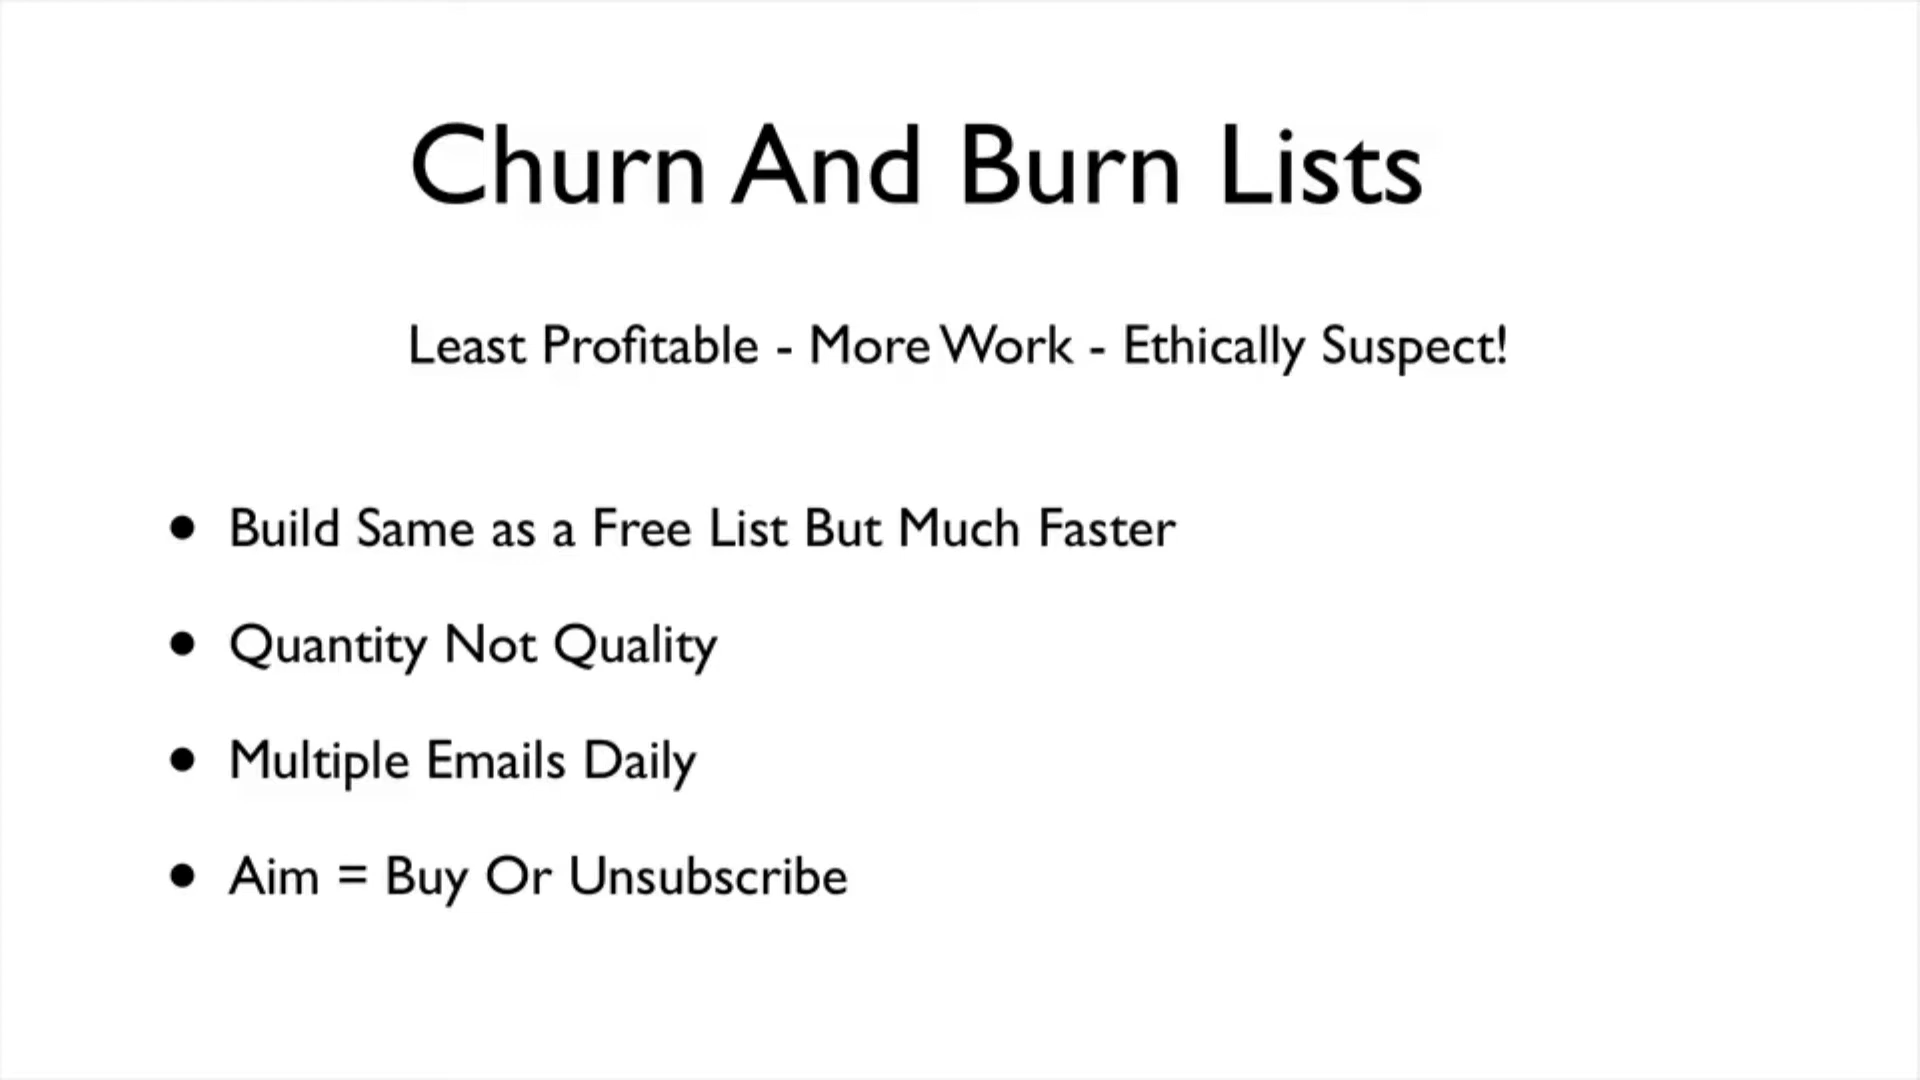 Churn And Burn Lists
Least Profitable - More Work - Ethically Suspect!
• Build Same as a Free List But Much Faster
• Quantity Not Quality
• Multiple Emails Daily
• Aim = Buy Or Unsubscribe